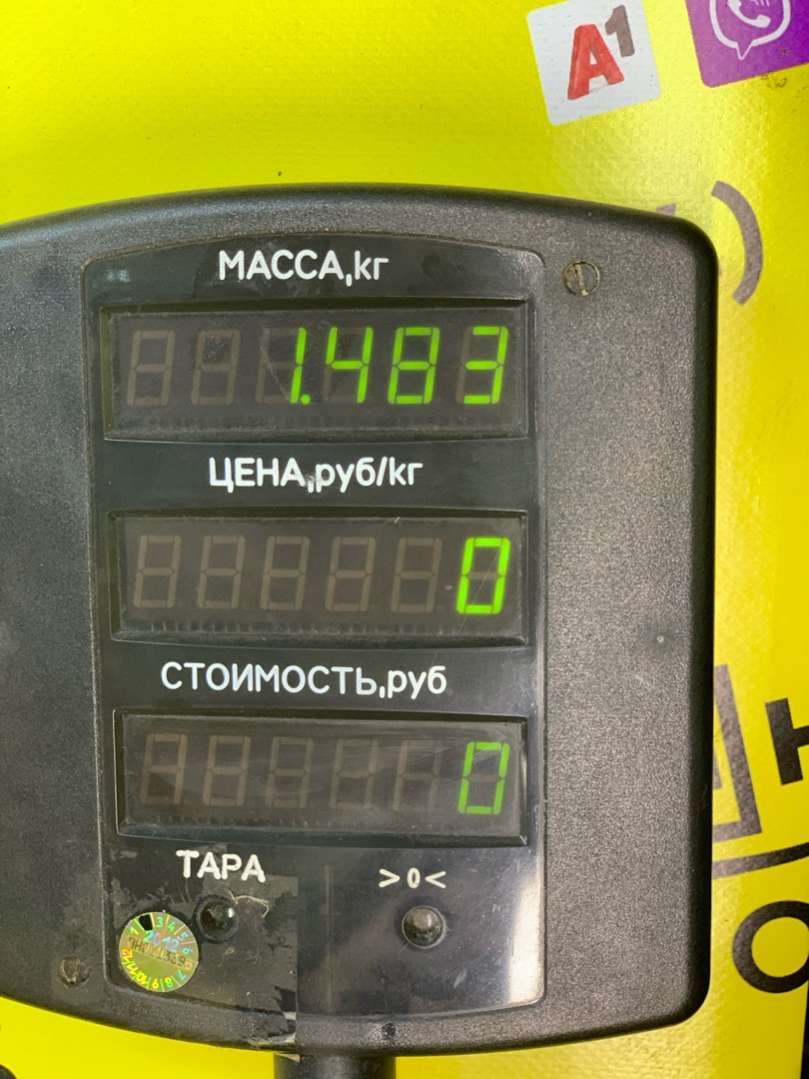 A1
МАССА,кг
1.483
ЦЕНА,руб/кг
0
СТОИМОСТЬ,руб
0
ТАРА
>0<